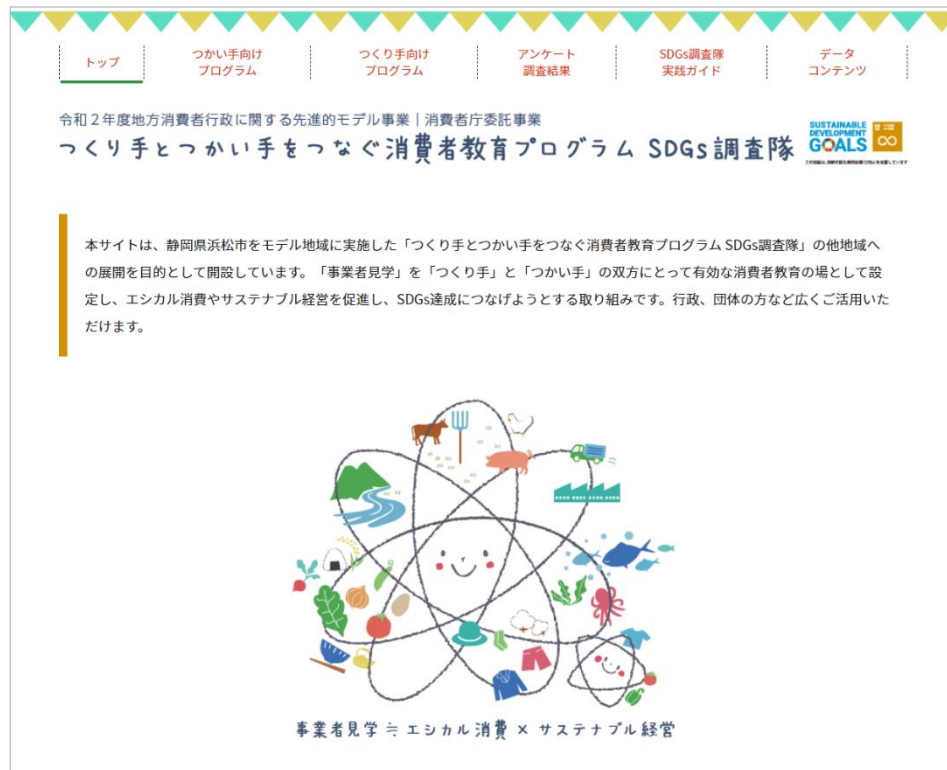 トップ
つかい手向け
プログラム
つくり手向け
プログラム
アンケート
調査結果
SDGs調査隊
実践ガイド
データ
コンテンツ
令和2年度地方消費者行政に関する先進的モデル事業｜消費者庁委託事業
つくり手とつかい手をつなぐ消費者教育プログラム SDGs調査隊
SUSTAINABLE
DEVELOPMENT
GOALS
本サイトは、静岡県浜松市をモデル地域に実施した「つくり手とつかい手をつなぐ消費者教育プログラム SDGs調査隊」の他地域へ
の展開を目的として開設しています。「事業者見学」を「つくり手」と「つかい手」の双方にとって有効な消費者教育の場として設
定し、エシカル消費やサステナブル経営を促進し、SDGs達成につなげようとする取り組みです。行政、団体の方など広くご活用いた
だけます。
事業者見学 ≒ エシカル消費 × サステナブル経営